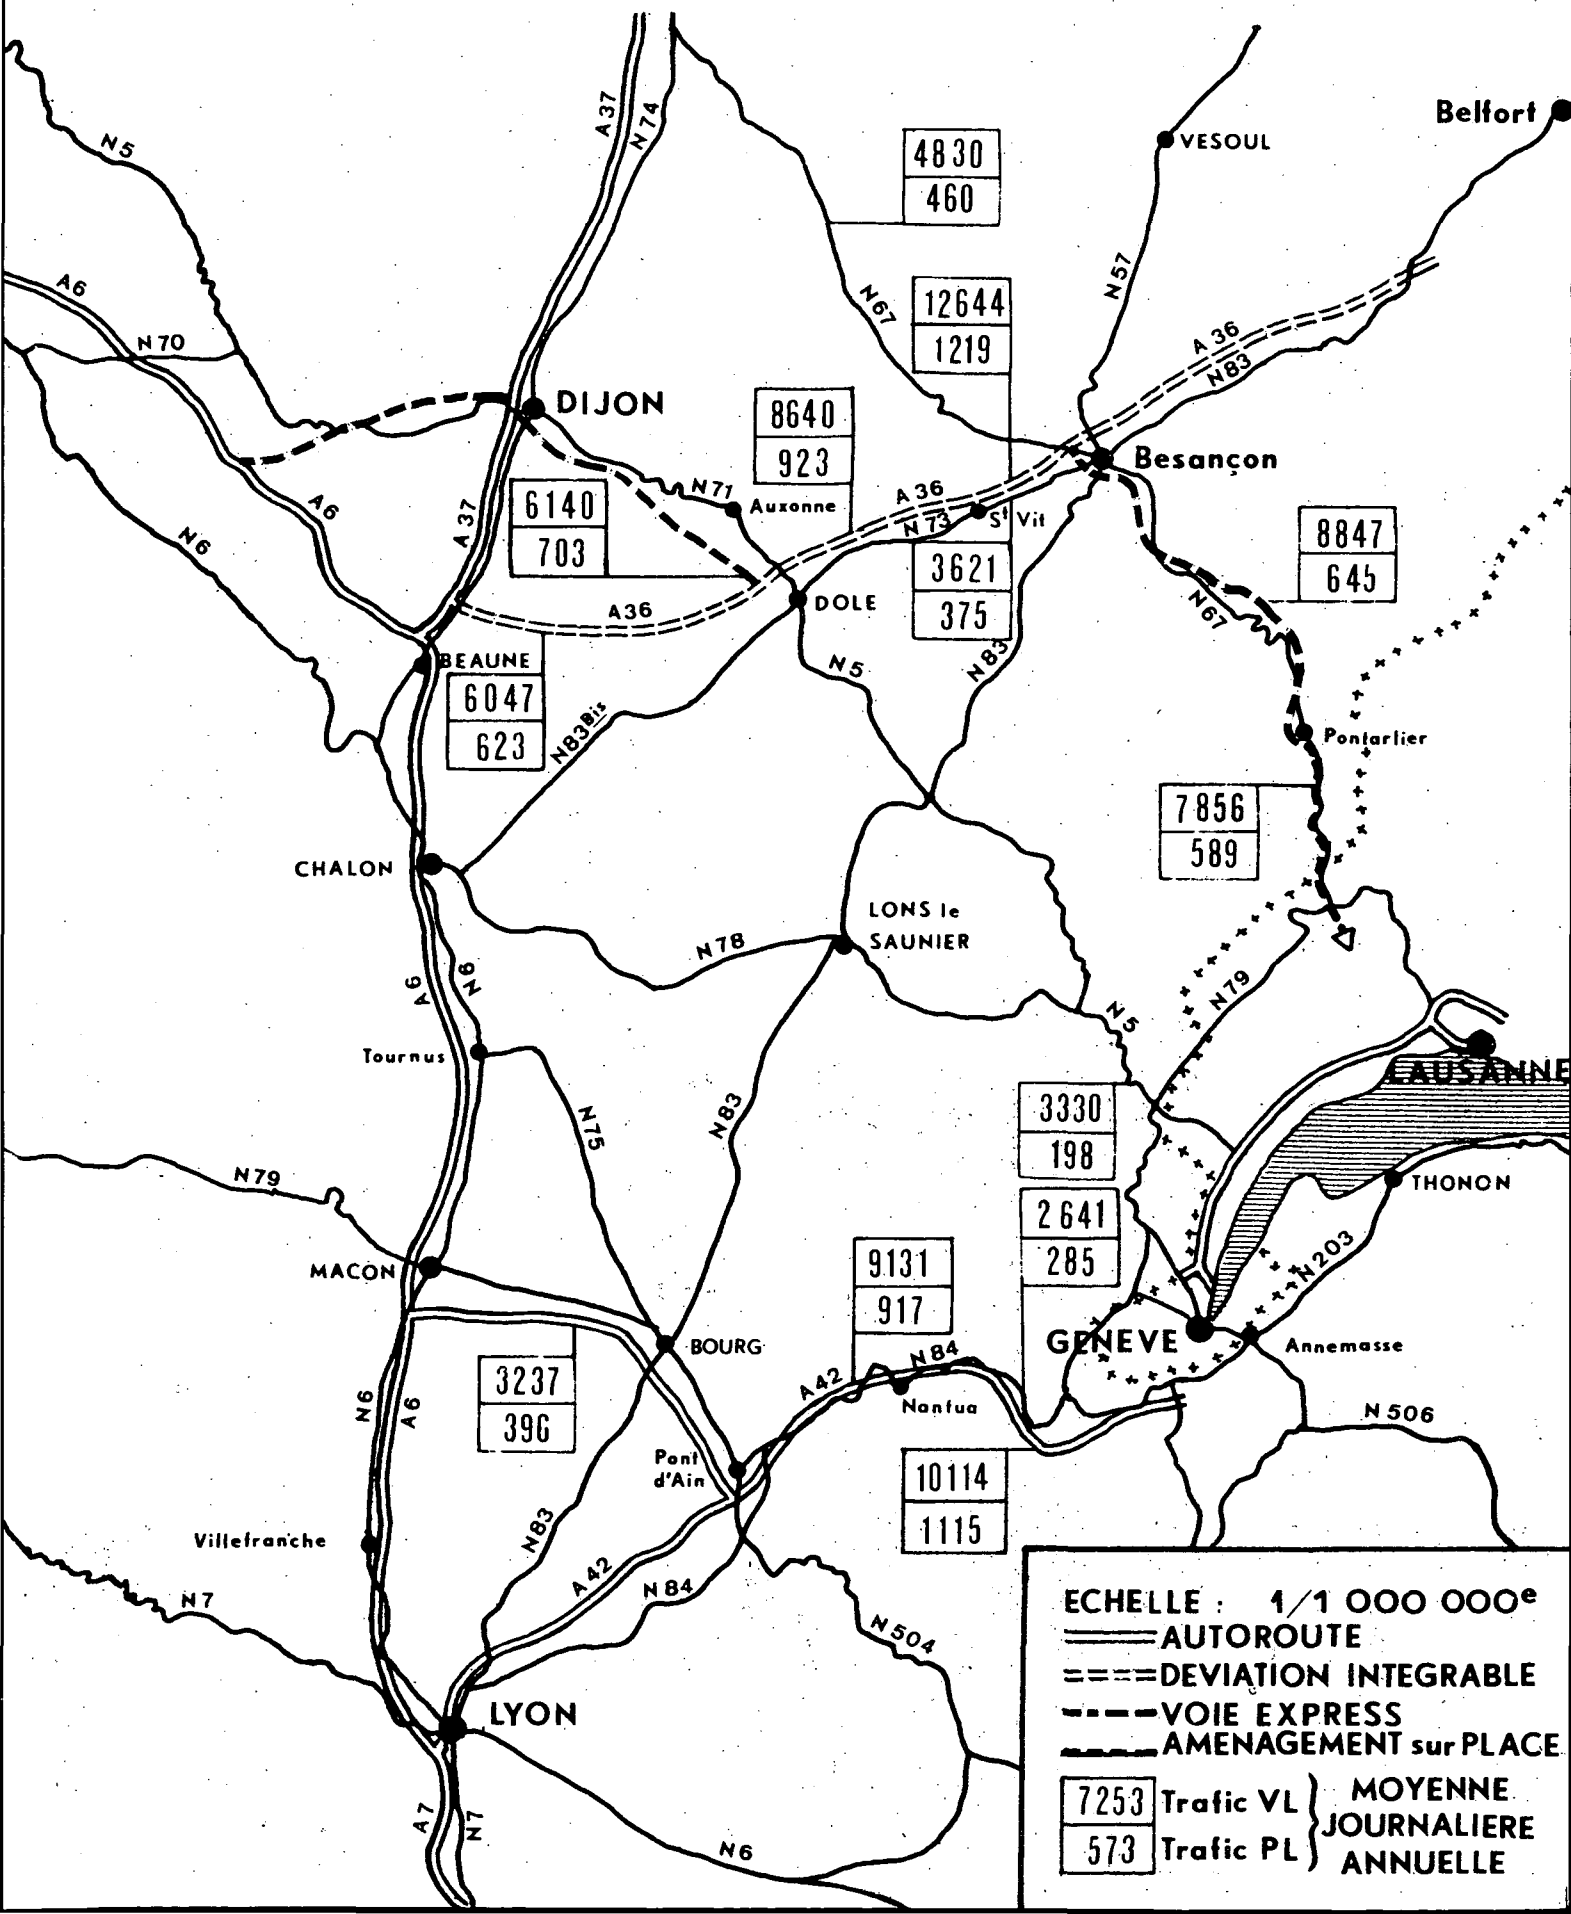 A37
N74
N5
Belfort
VESOUL
4830
460
N57
A6
N67
12644
1219
N70
A36
N83
DIJON
8640
923
Besançon
A36
N71
Auxonne
A6
A37
6140
703
N73
St Vit
8847
645
N6
3621
375
A36
DOLE
N67
BEAUNE
N5
N83
6047
623
N83Bis
Pontarlier
7856
589
CHALON
LONS le
SAUNIER
N78
A6
N6
N79
N5
Tournus
LAUSANNE
N75
N83
3330
198
N79
THONON
2641
285
N203
MACON
9131
917
BOURG
GENEVE
Annemasse
N84
A42
3237
396
N6
A6
Nantua
N506
Pont
d'Ain
10114
1115
Villefranche
N83
A42
N84
N7
N504
LYON
A7
N7
N6
ECHELLE : 1/1 000 000e
AUTOROUTE
DEVIATION INTEGRABLE
VOIE EXPRESS
AMENAGEMENT sur PLACE
7253 Trafic VL
573 Trafic PL
MOYENNE
JOURNALIERE
ANNUELLE